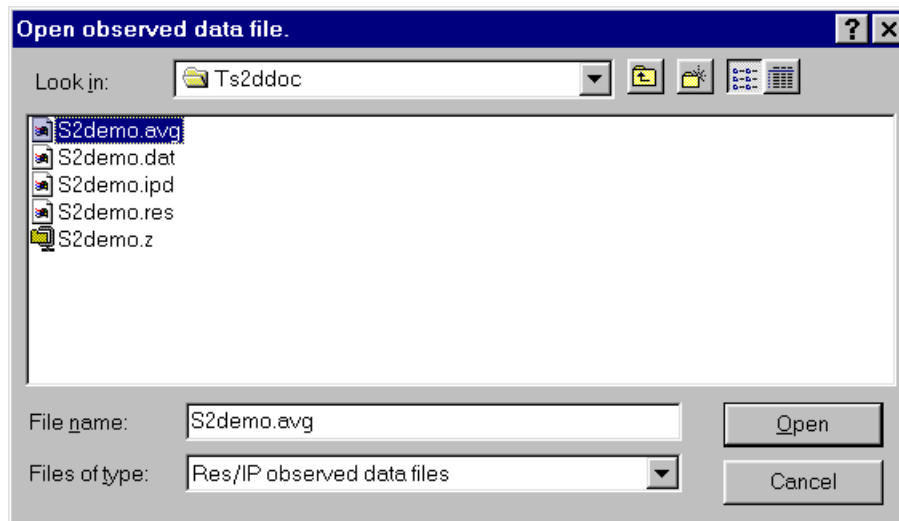 Open observed data file.
Look in: Ts2ddoc
S2demo.avg
S2demo.dat
S2demo.ipd
S2demo.res
S2demo.z
File name: S2demo.avg Open
Files of type: Res/IP observed data files Cancel